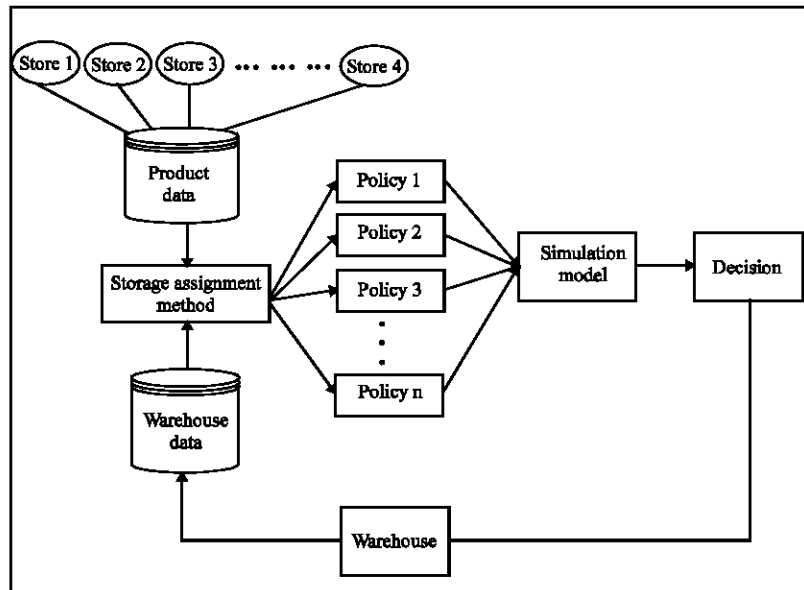 Store 1
Store 2
Store 3
... ... ...
Store 4
Product
data
Policy 1
Policy 2
Policy 3
Policy n
Storage assignment
method
Simulation
model
Decision
Warehouse
data
Warehouse